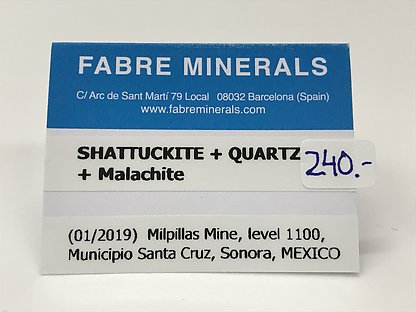 FABRE MINERALS
C/ Arc de Sant Martí 79 Local   08032 Barcelona (Spain)
www.fabreminerals.com
SHATTUCKITE + QUARTZ 240.-
+ Malachite
(01/2019)  Milpillas Mine, level 1100,
Municipio Santa Cruz, Sonora, MEXICO